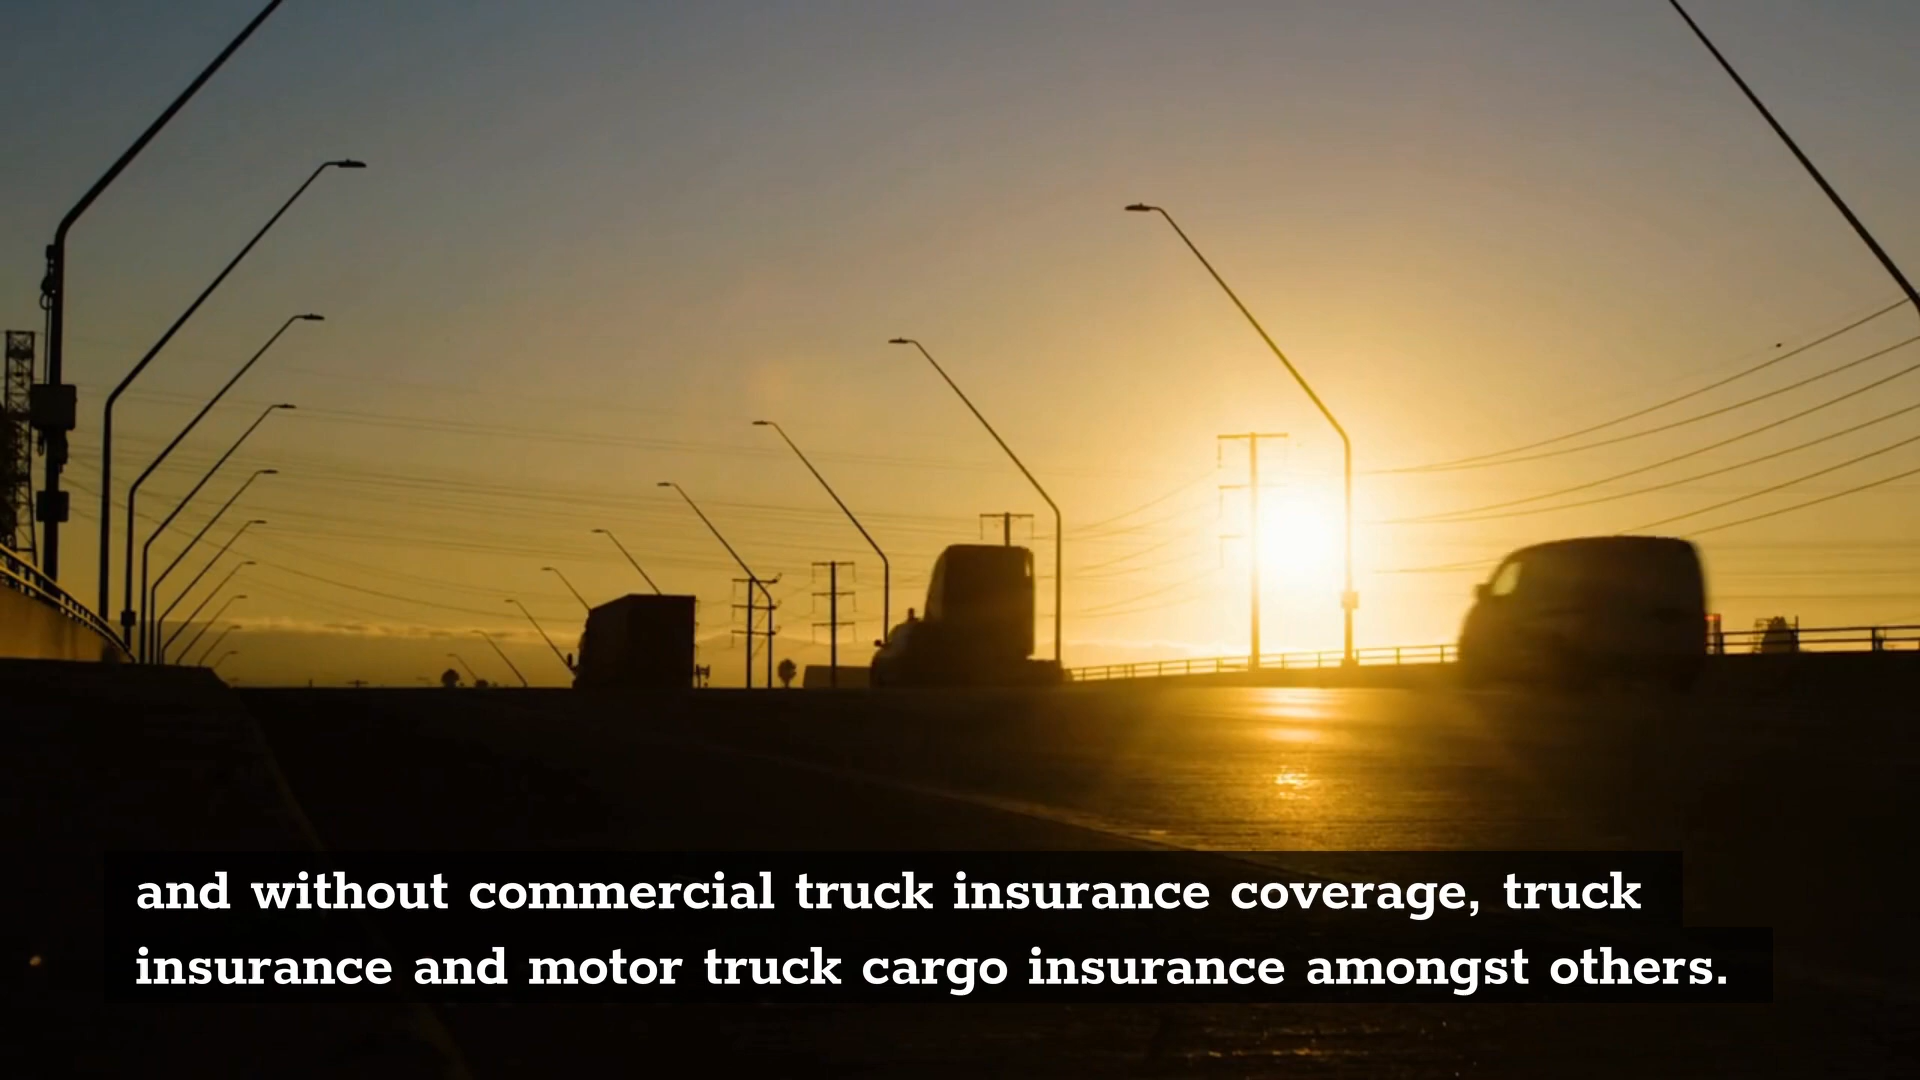 and without commercial truck insurance coverage, truck
insurance and motor truck cargo insurance amongst others.